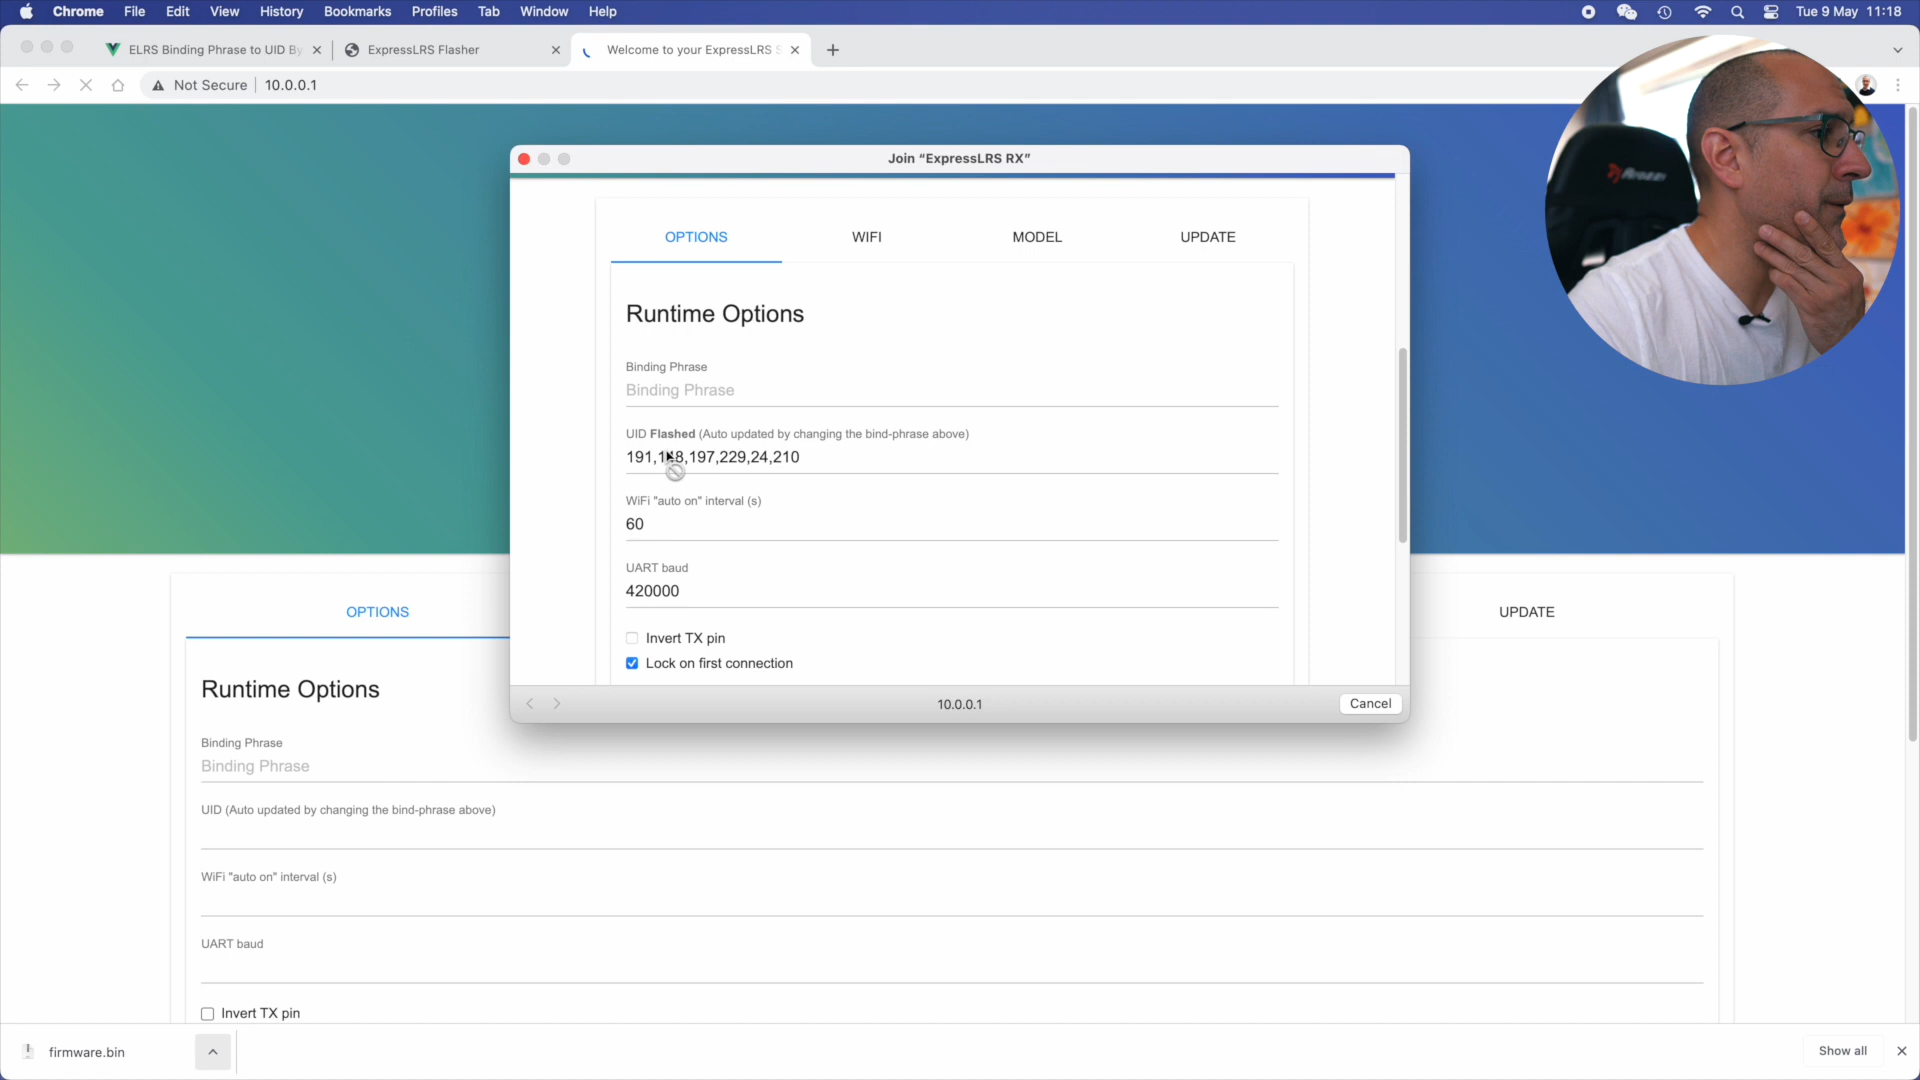 Chrome File Edit View History Bookmarks Profiles Tab Window Help Tue 9 May 11:18
ELRS Binding Phrase to UID By ExpressLRS Flasher Welcome to your ExpressLRS S
Not Secure 10.0.0.1
Join “ExpressLRS RX”
OPTIONS WIFI MODEL UPDATE
Runtime Options
Binding Phrase
Binding Phrase
UID Flashed (Auto updated by changing the bind-phrase above)
WiFi "auto on" interval (s)
60
UART baud
420000
Invert TX pin
Lock on first connection
10.0.0.1 Cancel
OPTIONS UPDATE
Runtime Options
Binding Phrase
Binding Phrase
UID (Auto updated by changing the bind-phrase above)
WiFi "auto on" interval (s)
UART baud
Invert TX pin
firmware.bin Show all